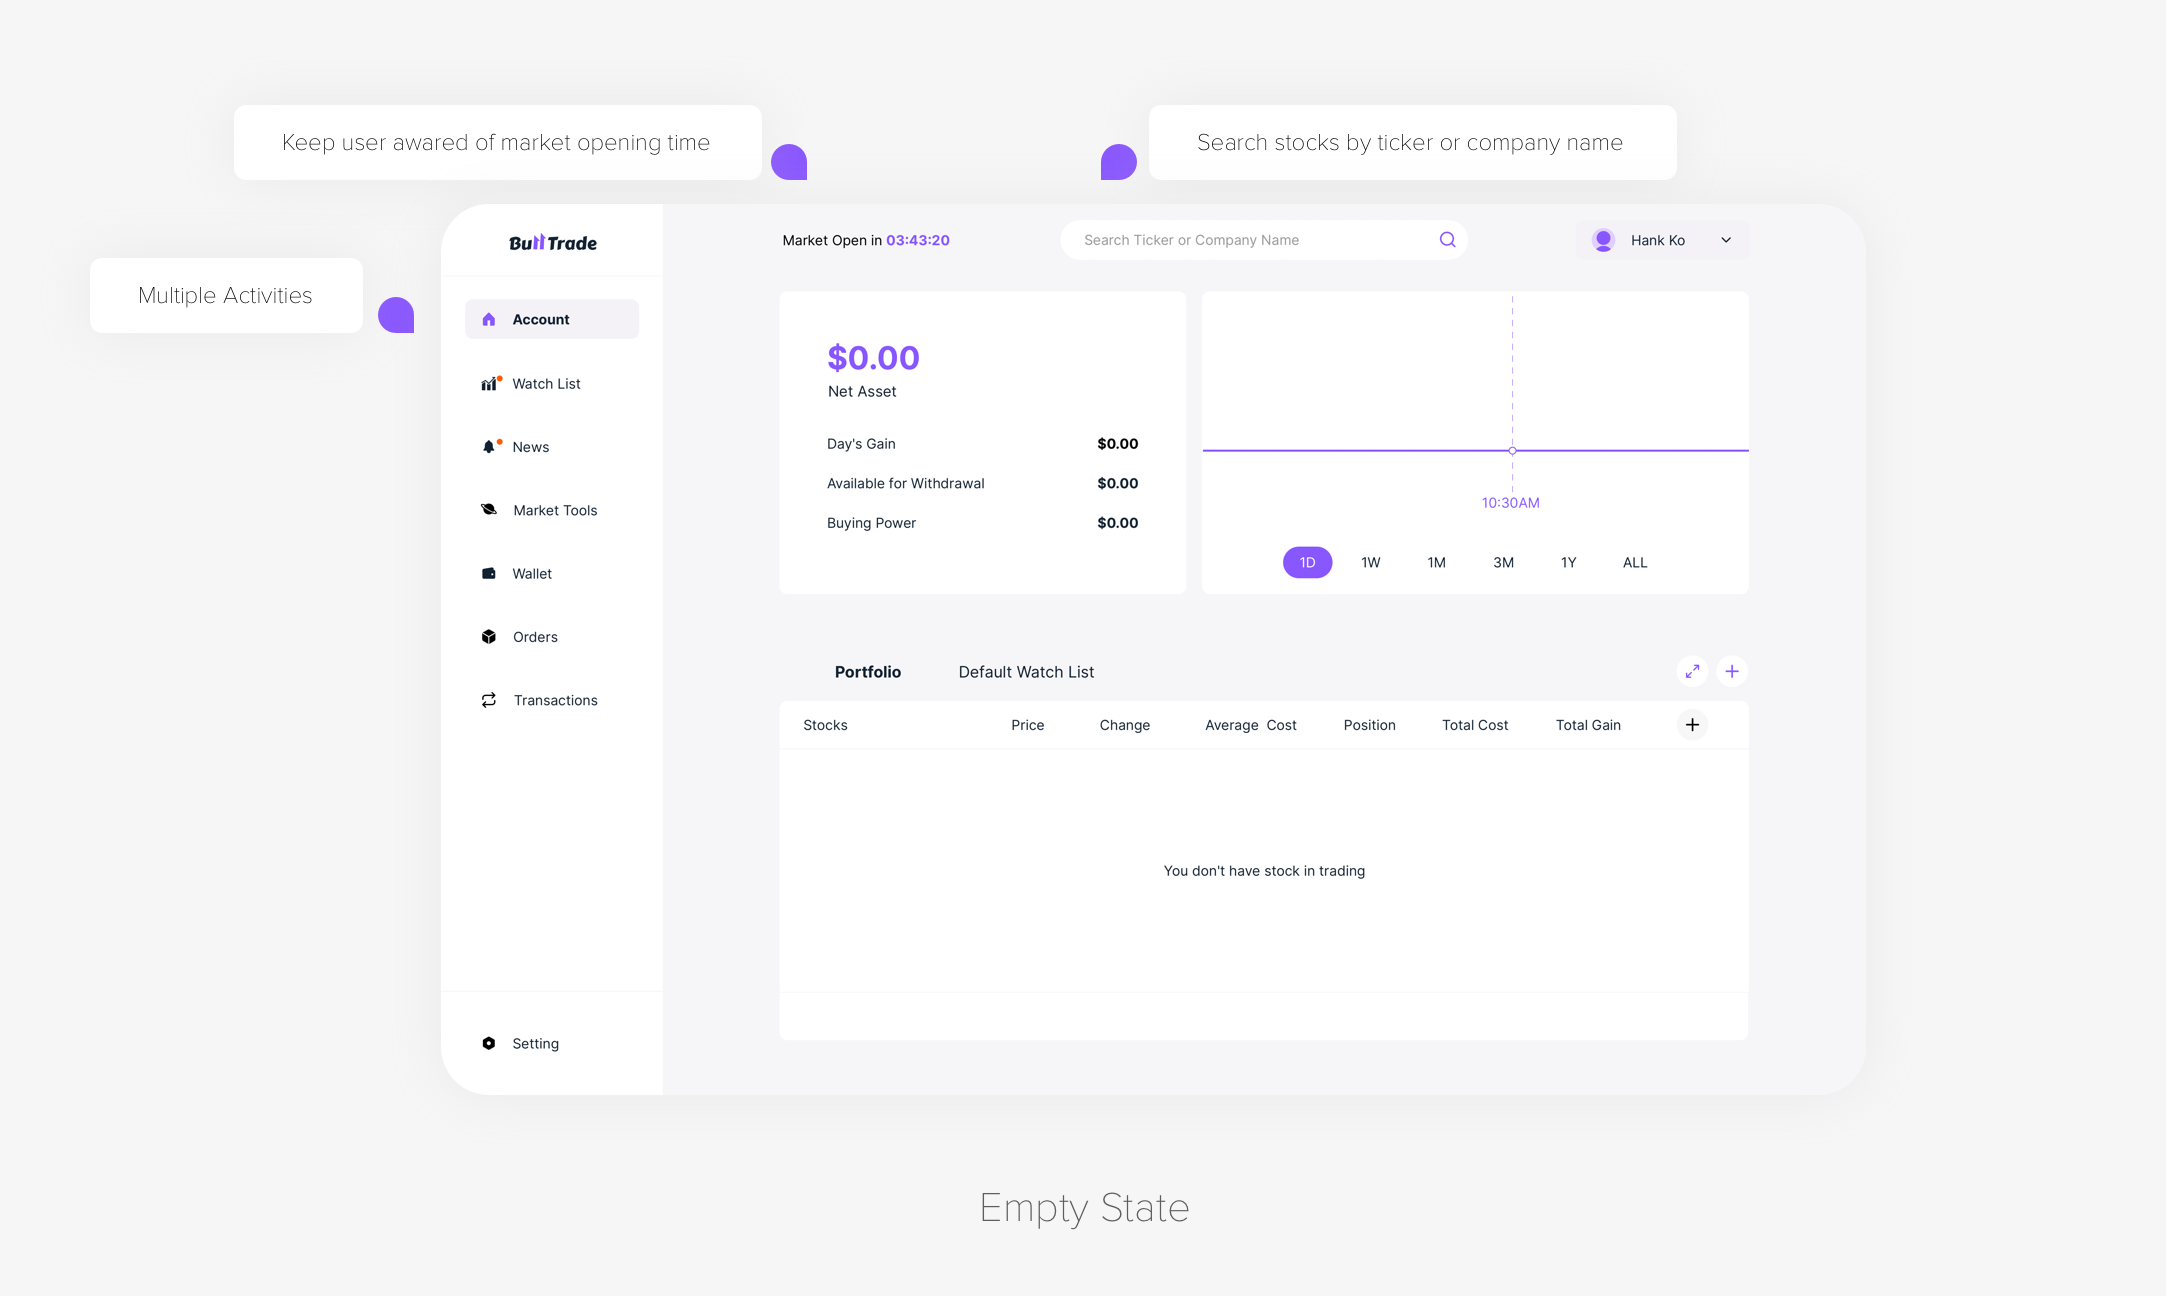 Keep user awared of market opening time
Search stocks by ticker or company name
Multiple Activities
Bull Trade
Market Open in 03:43:20
Search Ticker or Company Name
Hank Ko
Account
Watch List
News
Market Tools
Wallet
Orders
Transactions
Setting
$0.00
Net Asset
Day's Gain $0.00
Available for Withdrawal $0.00
Buying Power $0.00
10:30AM
1D 1W 1M 3M 1Y ALL
Portfolio Default Watch List
Stocks Price Change Average Cost Position Total Cost Total Gain
You don't have stock in trading
Empty State